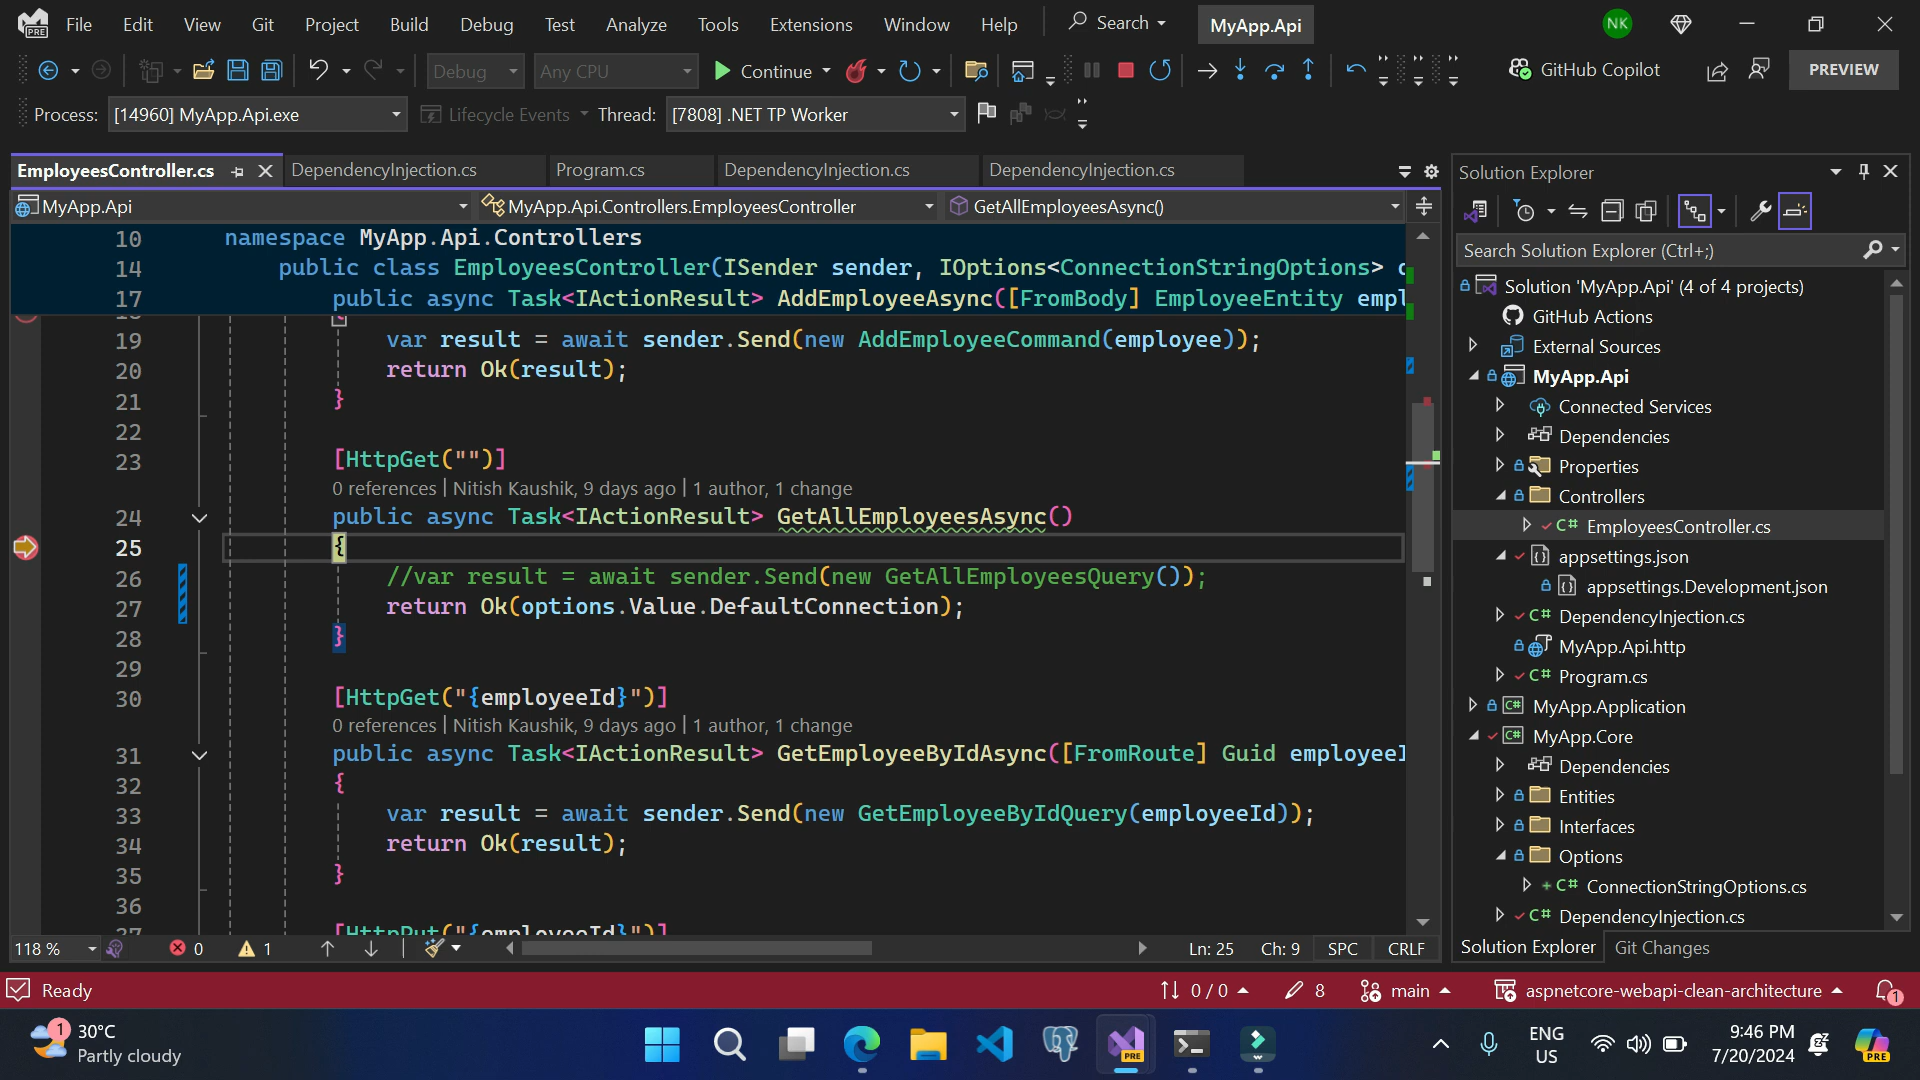 File Edit View Git Project Build Debug Test Analyze Tools Extensions Window Help Search MyApp.Api NK
Debug Any CPU Continue GitHub Copilot PREVIEW
Process: [14960] MyApp.Api.exe Lifecycle Events Thread: [7808] .NET TP Worker
EmployeesController.cs DependencyInjection.cs Program.cs DependencyInjection.cs DependencyInjection.cs
MyApp.Api MyApp.Api.Controllers.EmployeesController GetAllEmployeesAsync()
10 namespace MyApp.Api.Controllers
14 public class EmployeesController(ISender sender, IOptions<ConnectionStringOptions>
17 public async Task<IActionResult> AddEmployeeAsync([FromBody] EmployeeEntity empl
{
19 var result = await sender.Send(new AddEmployeeCommand(employee));
20 return Ok(result);
21 }
22
23 [HttpGet("")]
0 references | Nitish Kaushik, 9 days ago | 1 author, 1 change
24 public async Task<IActionResult> GetAllEmployeesAsync()
25 {
26 //var result = await sender.Send(new GetAllEmployeesQuery());
27 return Ok(options.Value.DefaultConnection);
28 }
29
30 [HttpGet("{employeeId}")]
0 references | Nitish Kaushik, 9 days ago | 1 author, 1 change
31 public async Task<IActionResult> GetEmployeeByIdAsync([FromRoute] Guid employeeI
32 {
33 var result = await sender.Send(new GetEmployeeByIdQuery(employeeId));
34 return Ok(result);
35 }
36
37 [HttpPut("{employeeId}")]
118 % 0 1 Ln: 25 Ch: 9 SPC CRLF
Solution Explorer
Search Solution Explorer (Ctrl+;)
Solution 'MyApp.Api' (4 of 4 projects)
GitHub Actions
External Sources
MyApp.Api
Connected Services
Dependencies
Properties
Controllers
C# EmployeesController.cs
appsettings.json
appsettings.Development.json
C# DependencyInjection.cs
MyApp.Api.http
C# Program.cs
C# MyApp.Application
C# MyApp.Core
Dependencies
Entities
Interfaces
Options
C# ConnectionStringOptions.cs
C# DependencyInjection.cs
Solution Explorer Git Changes
Ready 0 / 0 8 main aspnetcore-webapi-clean-architecture 1
1 30°C
Partly cloudy
PRE
ENG
US
9:46 PM
7/20/2024
PRE